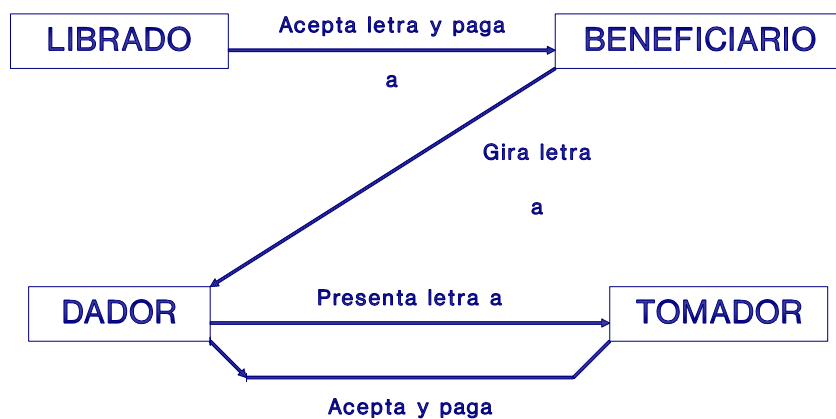 LIBRADO
Acepta letra y paga
a
BENEFICIARIO
Gira letra
a
DADOR
Presenta letra a
TOMADOR
Acepta y paga